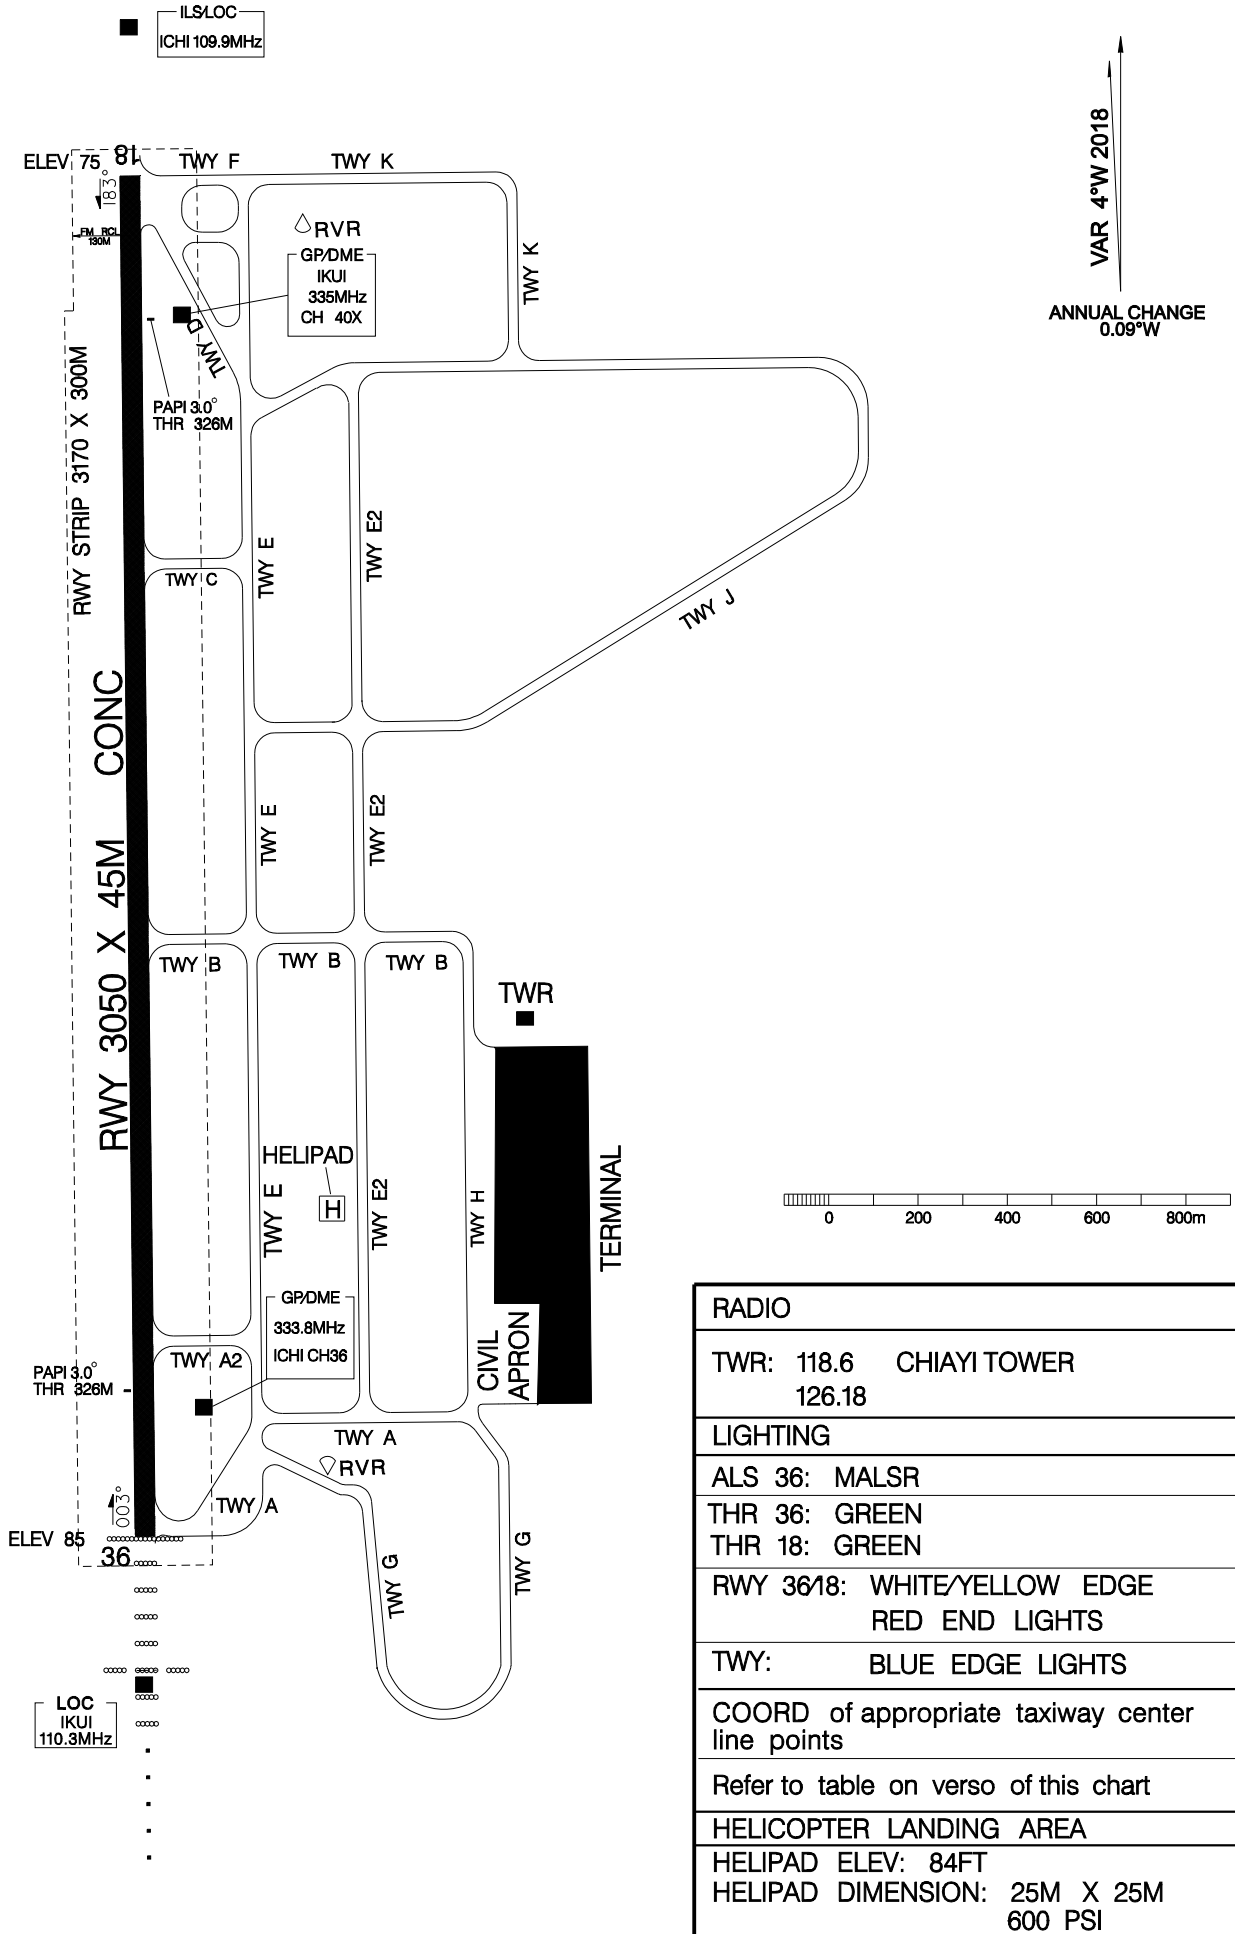 ILS/LOC
ICHI 109.9MHz
VAR 4°W 2018
ANNUAL CHANGE
0.09°W
ELEV 75
18
183°
TWY F
TWY K
FM RCL
130M
RVR
GP/DME
IKUI
335MHz
CH 40X
TWY K
TWY D
PAPI 3.0°
THR 326M
RWY STRIP 3170 X 300M
TWY E
TWY E2
TWY C
TWY J
RWY 3050 X 45M CONC
TWY E
TWY E2
TWY B
TWY B
TWY B
TWR
HELIPAD
H
TWY E
TWY E2
TWY H
TERMINAL
0 200 400 600 800m
GP/DME
333.8MHz
ICHI CH36
CIVIL
APRON
TWY A2
PAPI 3.0°
THR 326M
TWY A
RVR
TWY A
003°
ELEV 85
36
TWY G
TWY G
LOC
IKUI
110.3MHz
RADIO
TWR: 118.6 CHIAYI TOWER
126.18
LIGHTING
ALS 36: MALSR
THR 36: GREEN
THR 18: GREEN
RWY 36/18: WHITE/YELLOW EDGE
RED END LIGHTS
TWY: BLUE EDGE LIGHTS
COORD of appropriate taxiway center
line points
Refer to table on verso of this chart
HELICOPTER LANDING AREA
HELIPAD ELEV: 84FT
HELIPAD DIMENSION: 25M X 25M
600 PSI